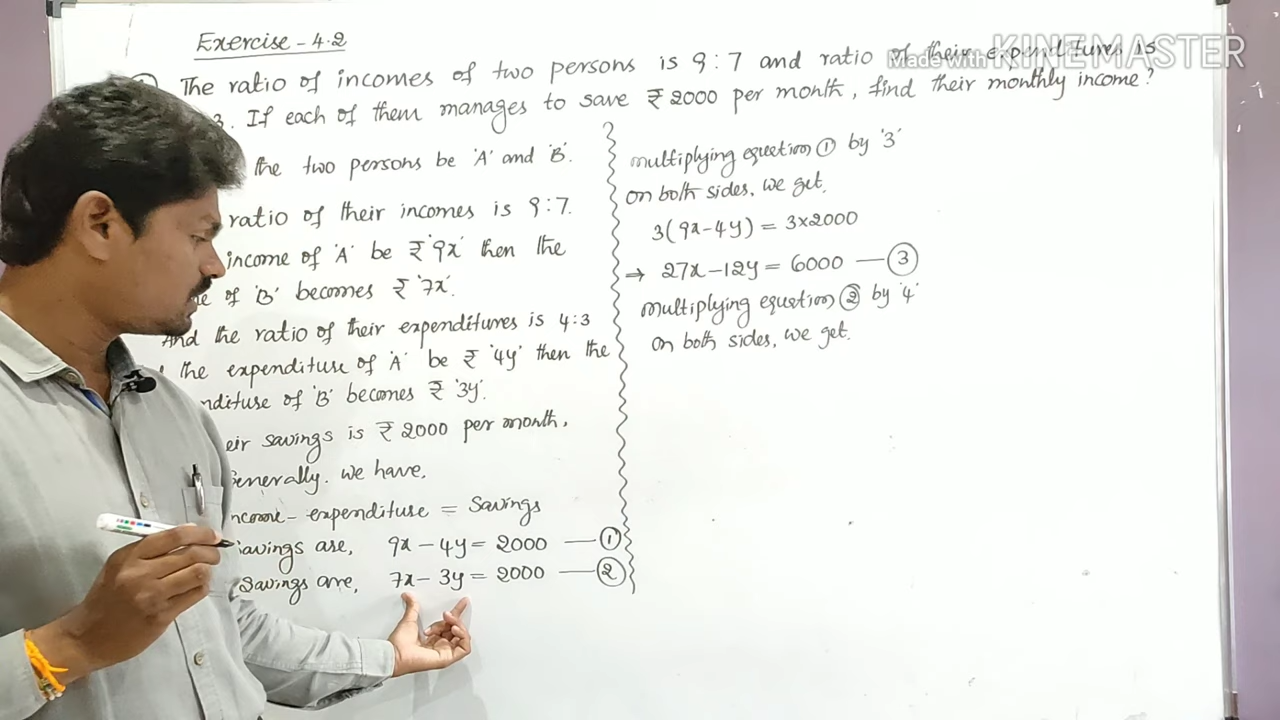 Exercise - 4.2
The ratio of incomes of two persons is 9:7 and ratio of their expenditures is
3. If each of them manages to save ₹ 2000 per month, find their monthly income?
Made with KINEMASTER
the two persons be 'A' and 'B'.
ratio of their incomes is 9:7.
income of 'A' be ₹ '9x' then the
of 'B' becomes ₹ '7x'.
And the ratio of their expenditures is 4:3
the expenditure of 'A' be ₹ '4y' then the
of 'B' becomes ₹ '3y'.
savings is ₹ 2000 per month.
Generally. we have,
- expenditure = Savings
Savings are, 9x - 4y = 2000 — ①
Savings are, 7x - 3y = 2000 — ②
multiplying equation ① by '3'
on both sides, we get,
3(9x-4y) = 3x2000
⇒ 27x-12y = 6000 — ③
multiplying equation ② by '4'
on both sides, we get.